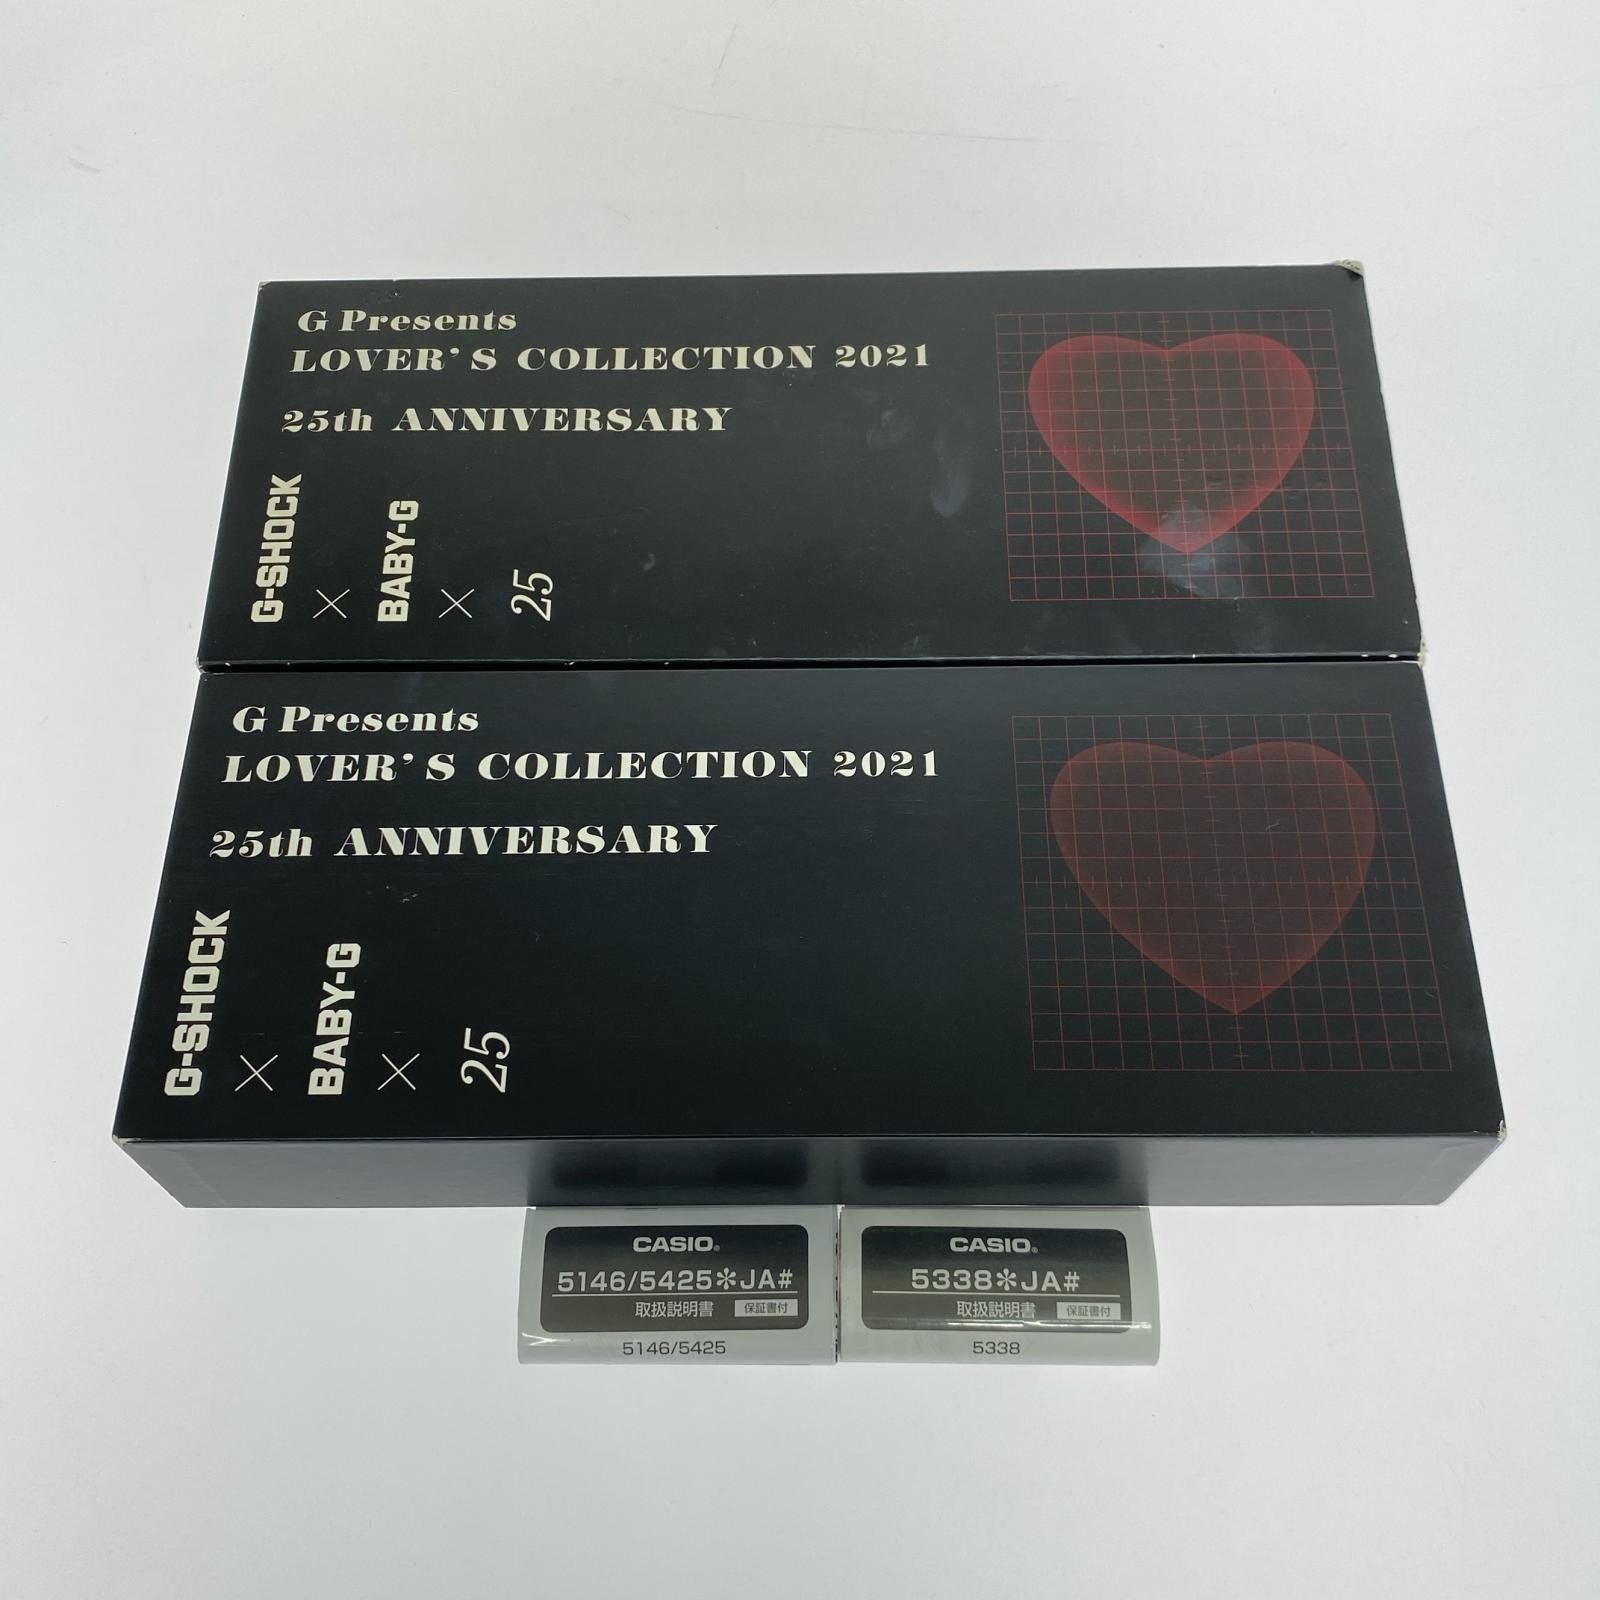 G Presents
LOVER'S COLLECTION 2021
25th ANNIVERSARY
G-SHOCK
×
BABY-G
×
25
G Presents
LOVER'S COLLECTION 2021
25th ANNIVERSARY
G-SHOCK
×
BABY-G
×
25
CASIO®
5146/5425✻JA#
取扱説明書 保証書付
5146/5425
CASIO®
5338✻JA#
取扱説明書 保証書付
5338